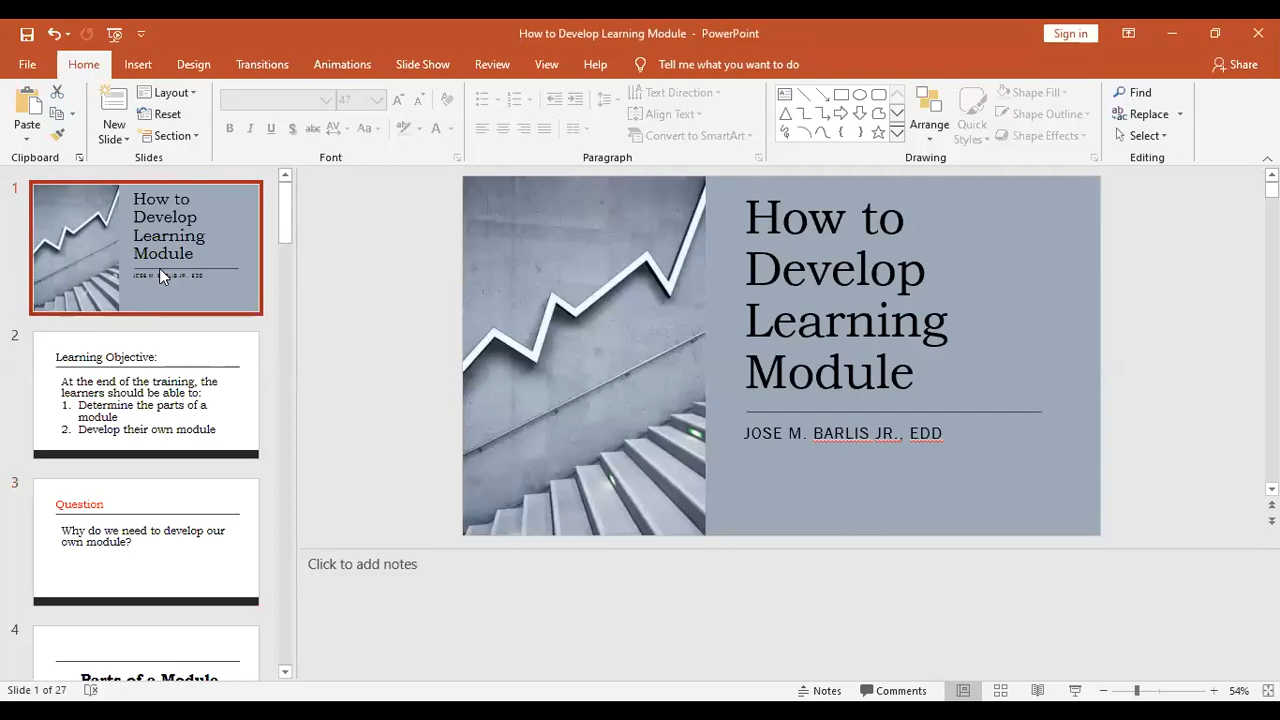 How to Develop Learning Module - PowerPoint
Sign in
File Home Insert Design Transitions Animations Slide Show Review View Help Tell me what you want to do Share
Paste
Clipboard
New
Slide
Layout
Reset
Section
Slides
47
B I U S abc AV Aa A
Font
Text Direction
Align Text
Convert to SmartArt
Paragraph
Arrange
Quick
Styles
Shape Fill
Shape Outline
Shape Effects
Drawing
Find
Replace
Select
Editing
1
How to
Develop
Learning
Module
2
Learning Objective:
At the end of the training, the
learners should be able to:
1. Determine the parts of a
module
2. Develop their own module
3
Question
Why do we need to develop our
own module?
4
Parts of a Module
How to
Develop
Learning
Module
JOSE M. BARLIS JR., EDD
Click to add notes
Slide 1 of 27
Notes
Comments
54%